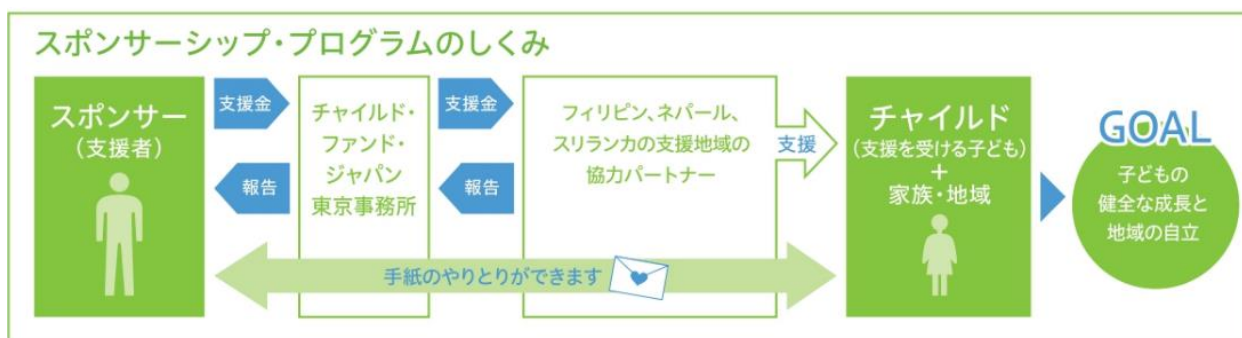 スポンサーシップ・プログラムのしくみ
スポンサー
（支援者）
支援金
報告
チャイルド・
ファンド・
ジャパン
東京事務所
支援金
報告
フィリピン、ネパール、
スリランカの支援地域の
協力パートナー
支援
チャイルド
（支援を受ける子ども）
+
家族・地域
GOAL
子どもの
健全な成長と
地域の自立
手紙のやりとりができます